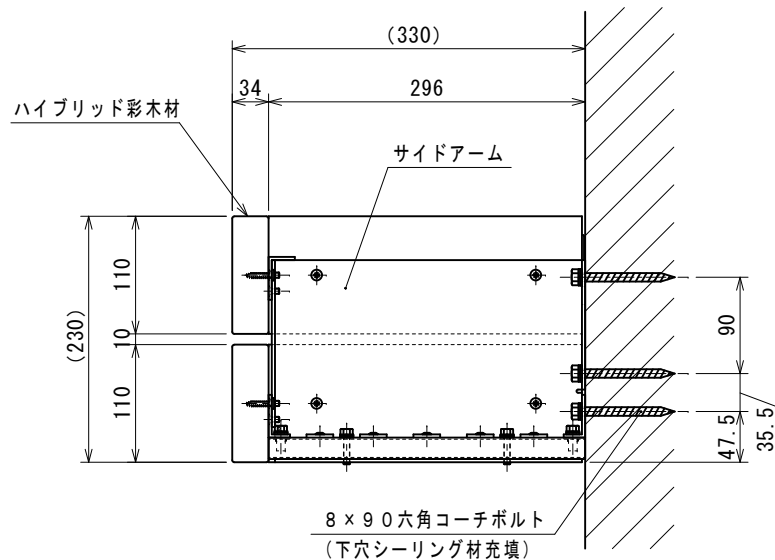 (330)
34
296
ハイブリッド彩木材
サイドアーム
110
(230)
10
110
90
47.5
35.5
8×90六角コーチボルト
(下穴シーリング材充填)